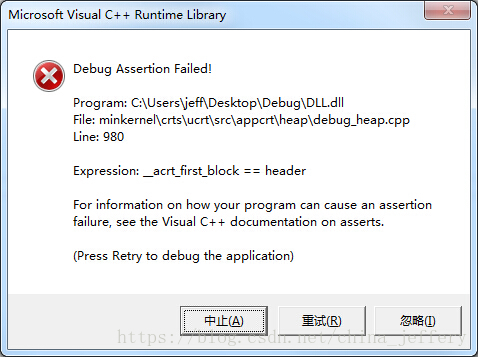 Microsoft Visual C++ Runtime Library
Debug Assertion Failed!
Program: C:\Users\jeff\Desktop\Debug\DLL.dll
File: minkernel\crts\ucrt\src\appcrt\heap\debug_heap.cpp
Line: 980
Expression: __acrt_first_block == header
For information on how your program can cause an assertion
failure, see the Visual C++ documentation on asserts.
(Press Retry to debug the application)
中止(A) 重试(R) 忽略(I)
https://blog.csdn.net/china_jeffery